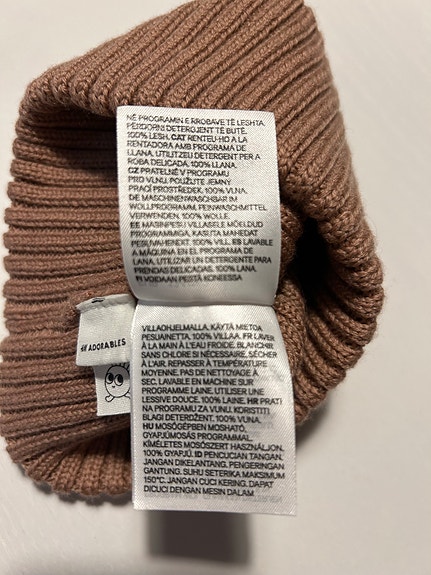 NË PROGRAMIN E RROBAVE TË LESHTA.
PËRDORNI DETERGJENT TË BUTË.
100% LESH. CAT RENTEU-HO A LA
RENTADORA AMB PROGRAMA DE
LLANA. UTILITZEU DETERGENT PER A
ROBA DELICADA. 100% LLANA.
CZ PRATELNÉ V PROGRAMU
PRO VLNU. POUŽIJTE JEMNÝ
PRACÍ PROSTŘEDEK. 100% VLNA.
DE MASCHINENWASCHBAR IM
WOLLPROGRAMM. FEINWASCHMITTEL
VERWENDEN. 100% WOLLE.
EE MASINPESU VILLASELE MÕELDUD
PROGRAMMIGA. KASUTA MAHEDAT
PESUVAHENDIT. 100% VILL. ES LAVABLE
A MÁQUINA EN EL PROGRAMA DE
LANA. UTILIZAR UN DETERGENTE PARA
PRENDAS DELICADAS. 100% LANA.
FI VOIDAAN PESTÄ KONEESSA
VILLAOHJELMALLA. KÄYTÄ MIETOA
PESUAINETTA. 100% VILLAA. FR LAVER
À LA MAIN À L'EAU FROIDE. BLANCHIR
SANS CHLORE SI NÉCESSAIRE. SÉCHER
À L'AIR. REPASSER À TEMPÉRATURE
MOYENNE. PAS DE NETTOYAGE À
SEC. LAVABLE EN MACHINE SUR
PROGRAMME LAINE. UTILISER UNE
LESSIVE DOUCE. 100% LAINE. HR PRATI
NA PROGRAMU ZA VUNU. KORISTITI
BLAGI DETERDŽENT. 100% VUNA.
HU MOSÓGÉPBEN MOSHATÓ,
GYAPJÚMOSÁS PROGRAMMAL.
KÍMÉLETES MOSÓSZERT HASZNÁLJON.
100% GYAPJÚ. ID PENCUCIAN TANGAN.
JANGAN DIKELANTANG. PENGERINGAN
GANTUNG. SUHU SETERIKA MAKSIMUM
150°C. JANGAN CUCI KERING. DAPAT
DICUCI DENGAN MESIN DALAM
H&M ADORABLES